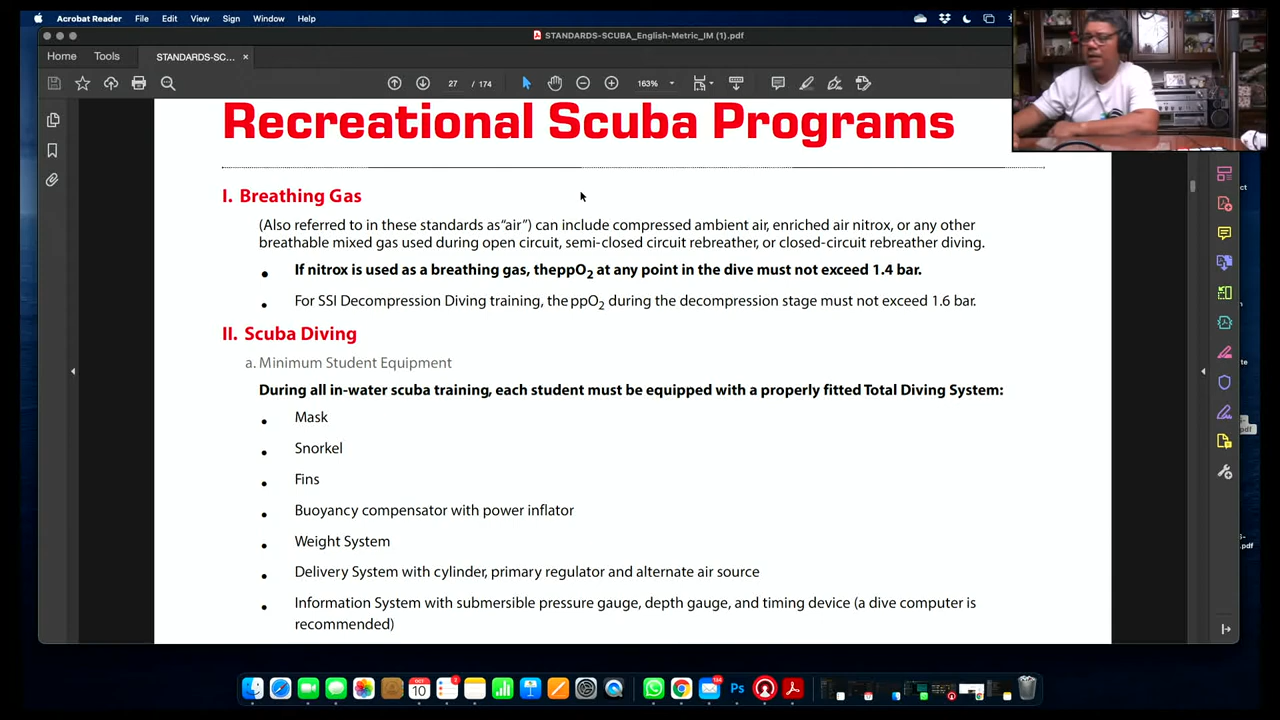 Acrobat Reader File Edit View Sign Window Help
STANDARDS-SCUBA_English-Metric_IM (1).pdf
Home Tools STANDARDS-SC... ×
27 / 174 163%
Recreational Scuba Programs
I. Breathing Gas
(Also referred to in these standards as“air”) can include compressed ambient air, enriched air nitrox, or any other
breathable mixed gas used during open circuit, semi-closed circuit rebreather, or closed-circuit rebreather diving.
• If nitrox is used as a breathing gas, theppO2 at any point in the dive must not exceed 1.4 bar.
• For SSI Decompression Diving training, the ppO2 during the decompression stage must not exceed 1.6 bar.
II. Scuba Diving
a. Minimum Student Equipment
During all in-water scuba training, each student must be equipped with a properly fitted Total Diving System:
• Mask
• Snorkel
• Fins
• Buoyancy compensator with power inflator
• Weight System
• Delivery System with cylinder, primary regulator and alternate air source
• Information System with submersible pressure gauge, depth gauge, and timing device (a dive computer is
recommended)
pdf
.pdf
OCT
10
Ps